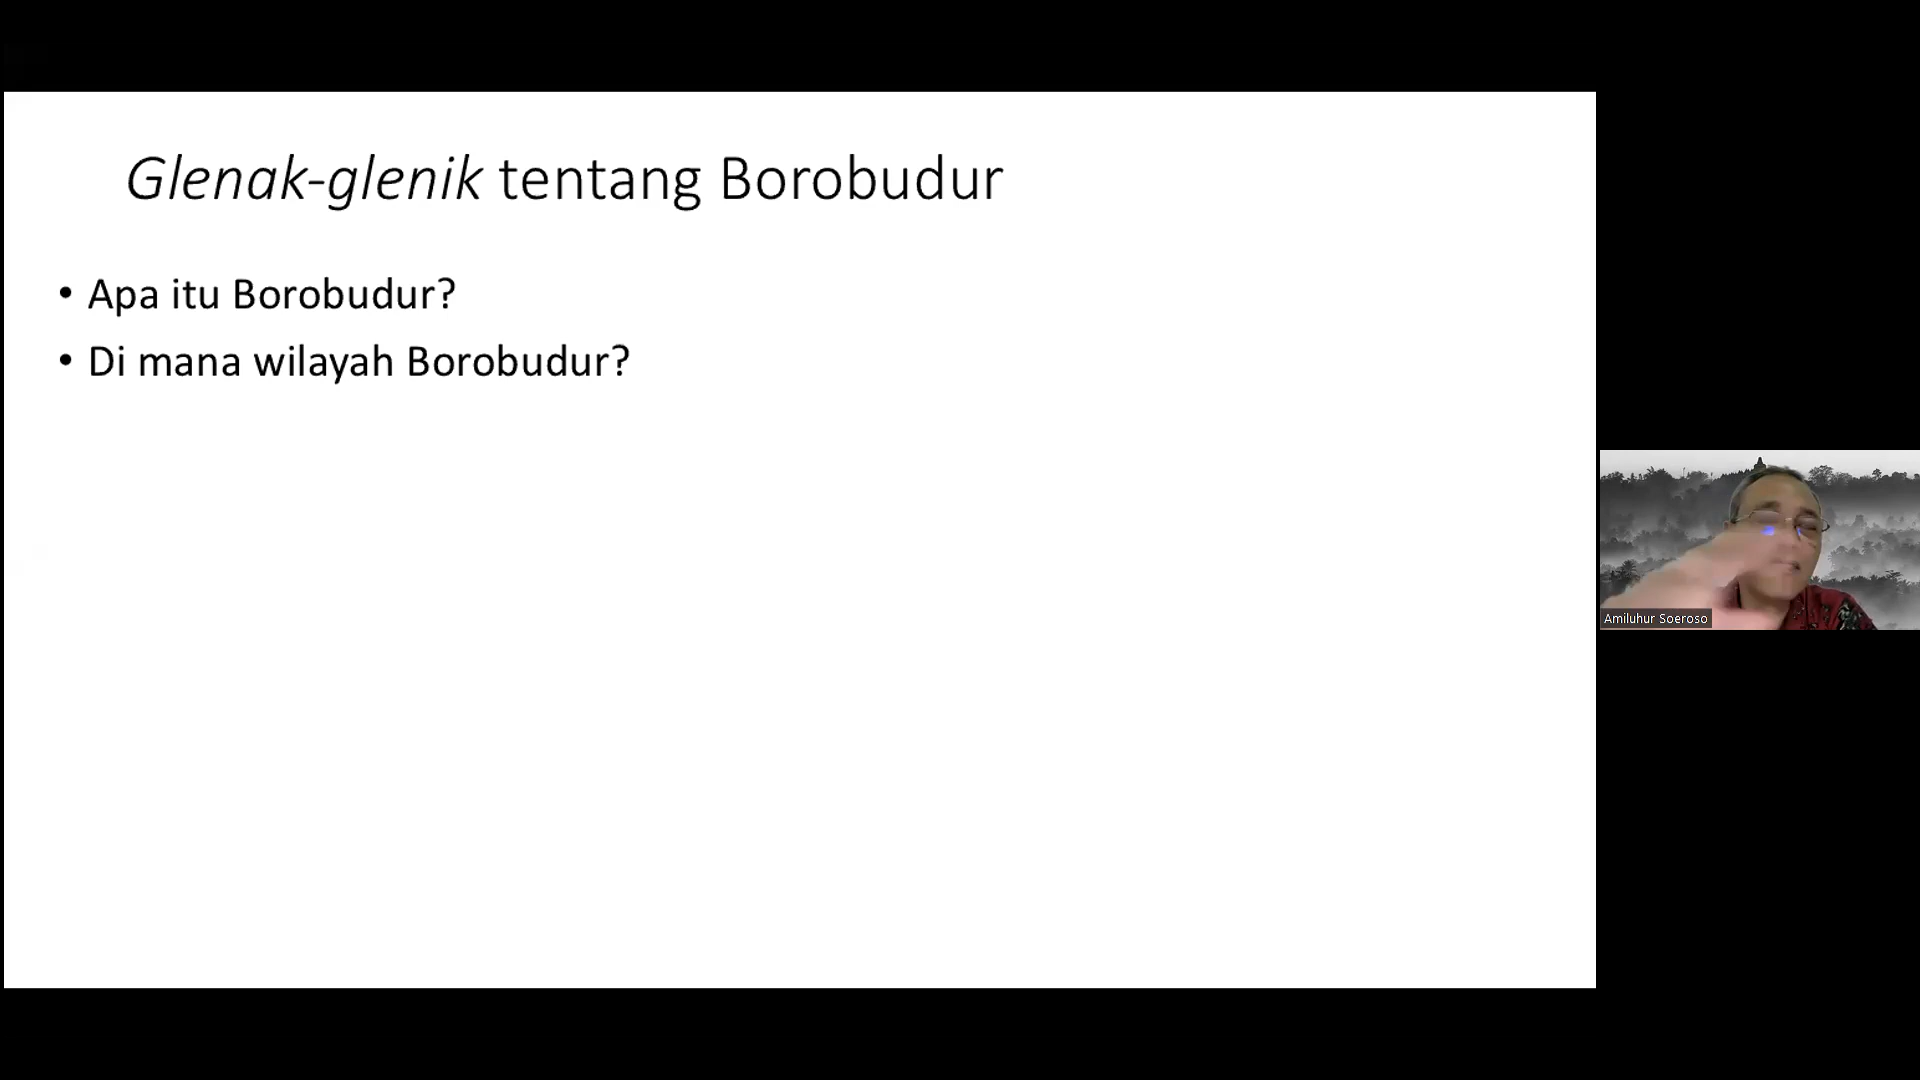 Glenak-glenik tentang Borobudur
• Apa itu Borobudur?
• Di mana wilayah Borobudur?
Amiluhur Soeroso